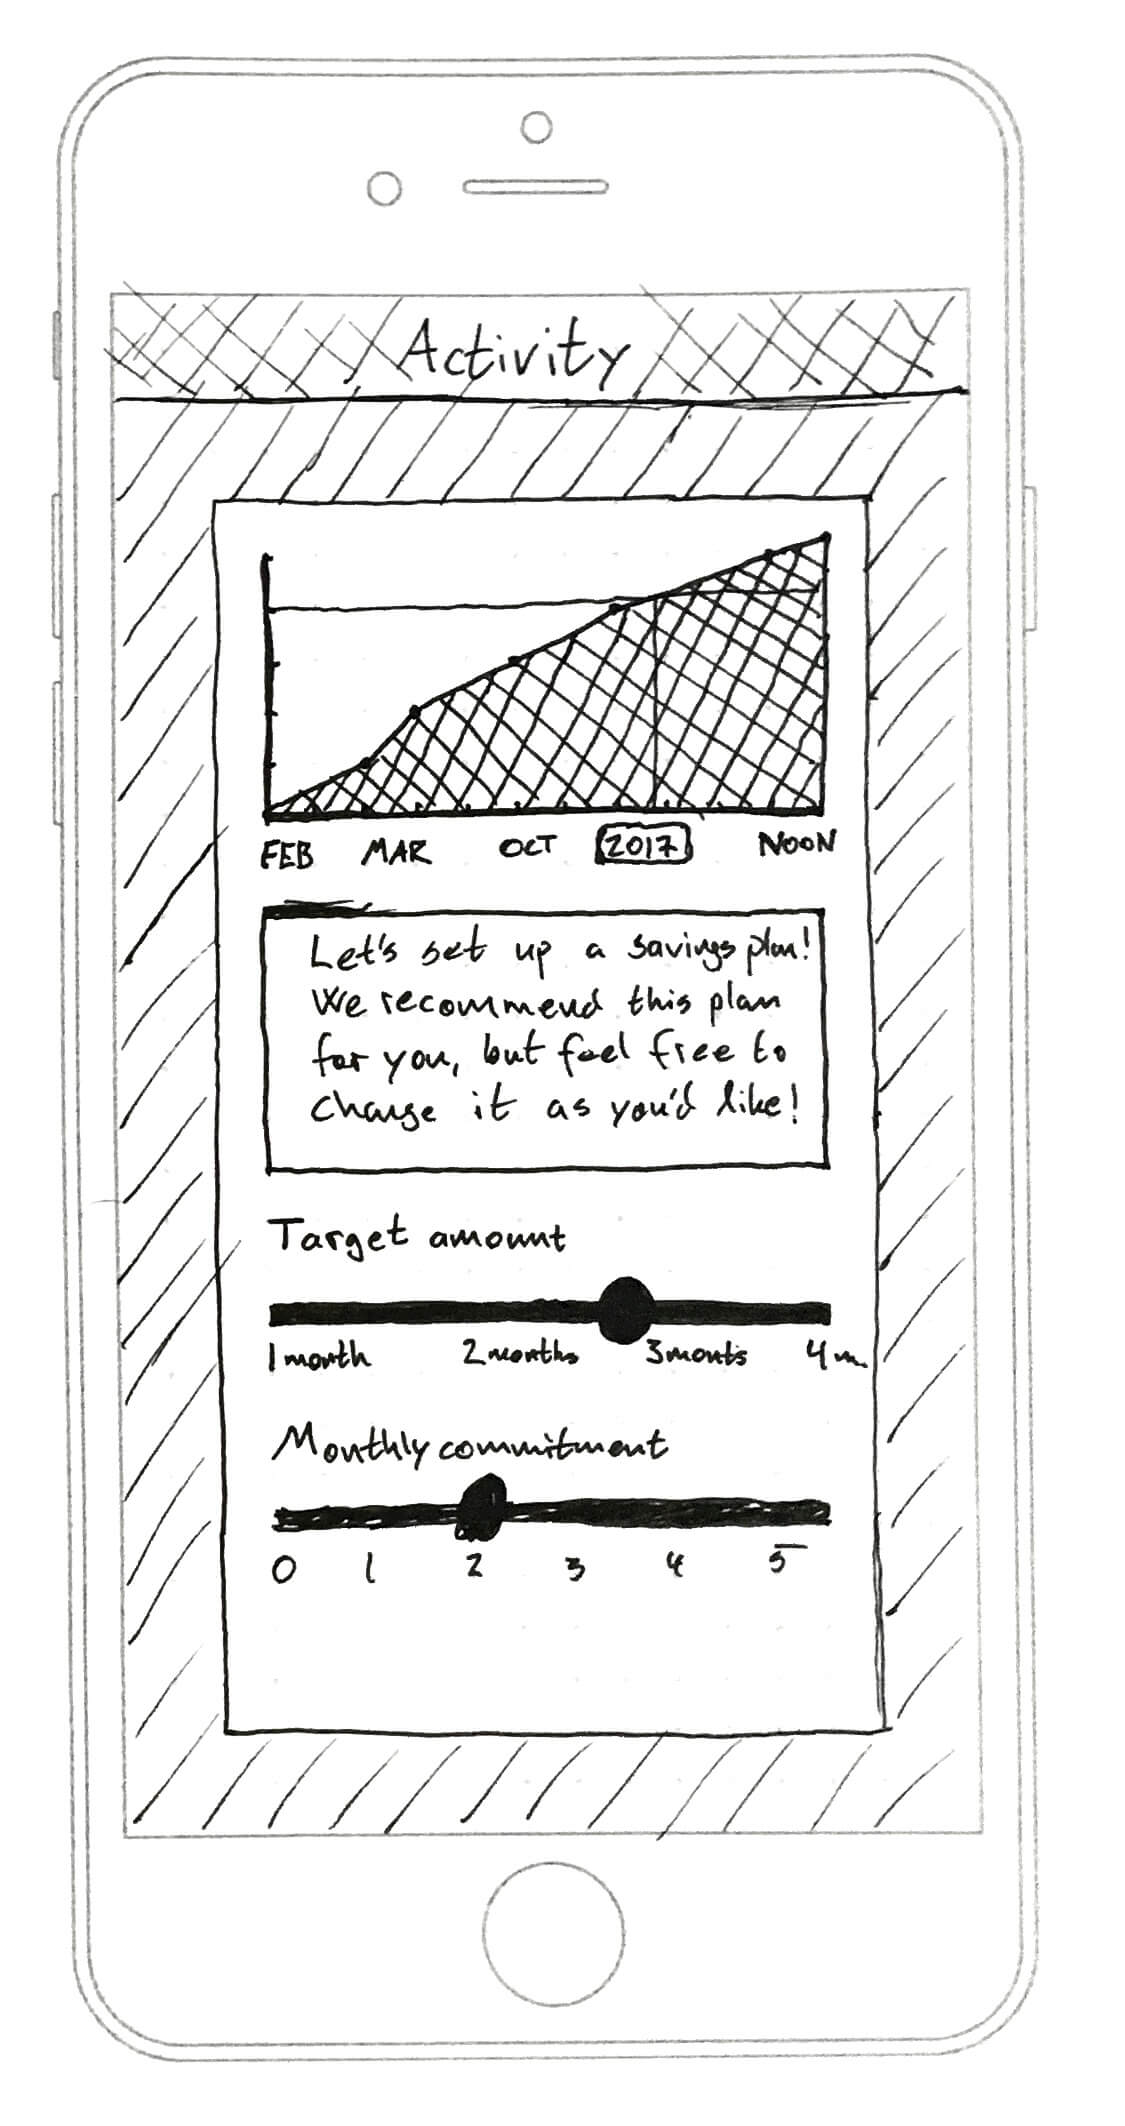 Activity
FEB MAR OCT 2017 NOON
Let's set up a savings plan!
We recommend this plan
for you, but feel free to
change it as you'd like!
Target amount
1 month 2 months 3 monts 4 m
Monthly commitment
0 1 2 3 4 5